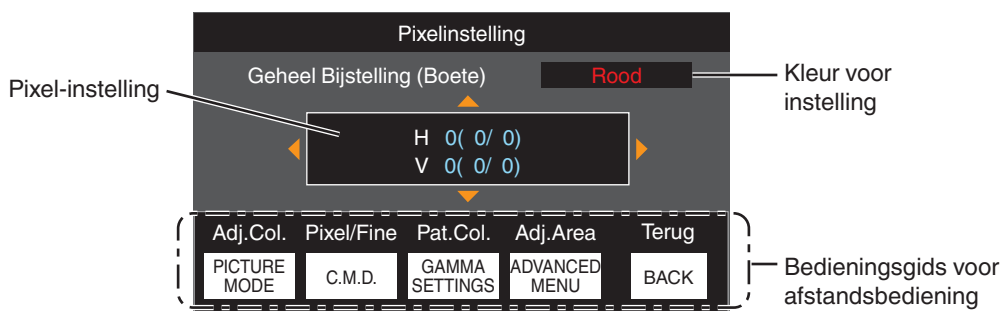 Pixelinstelling
Geheel Bijstelling (Boete)
Rood
Pixel-instelling
Kleur voor
instelling
H 0( 0/ 0)
V 0( 0/ 0)
Adj.Col. Pixel/Fine Pat.Col. Adj.Area Terug
PICTURE
MODE
C.M.D.
GAMMA
SETTINGS
ADVANCED
MENU
BACK
Bedieningsgids voor
afstandsbediening